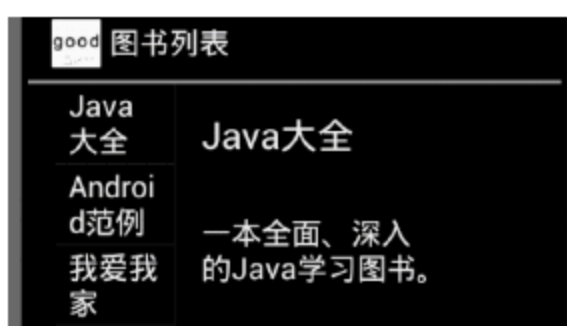 good 图书列表
Java
大全
Androi
d范例
我爱我
家
Java大全
一本全面、深入
的Java学习图书。